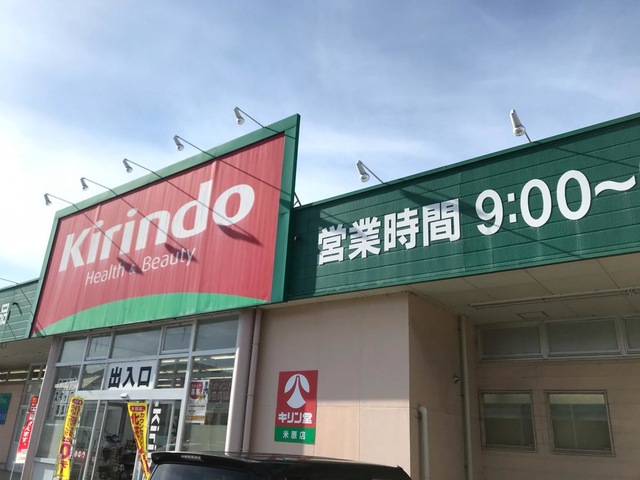 Kirindo
Health & Beauty
営業時間 9:00~
出入口
キリン堂
米原店